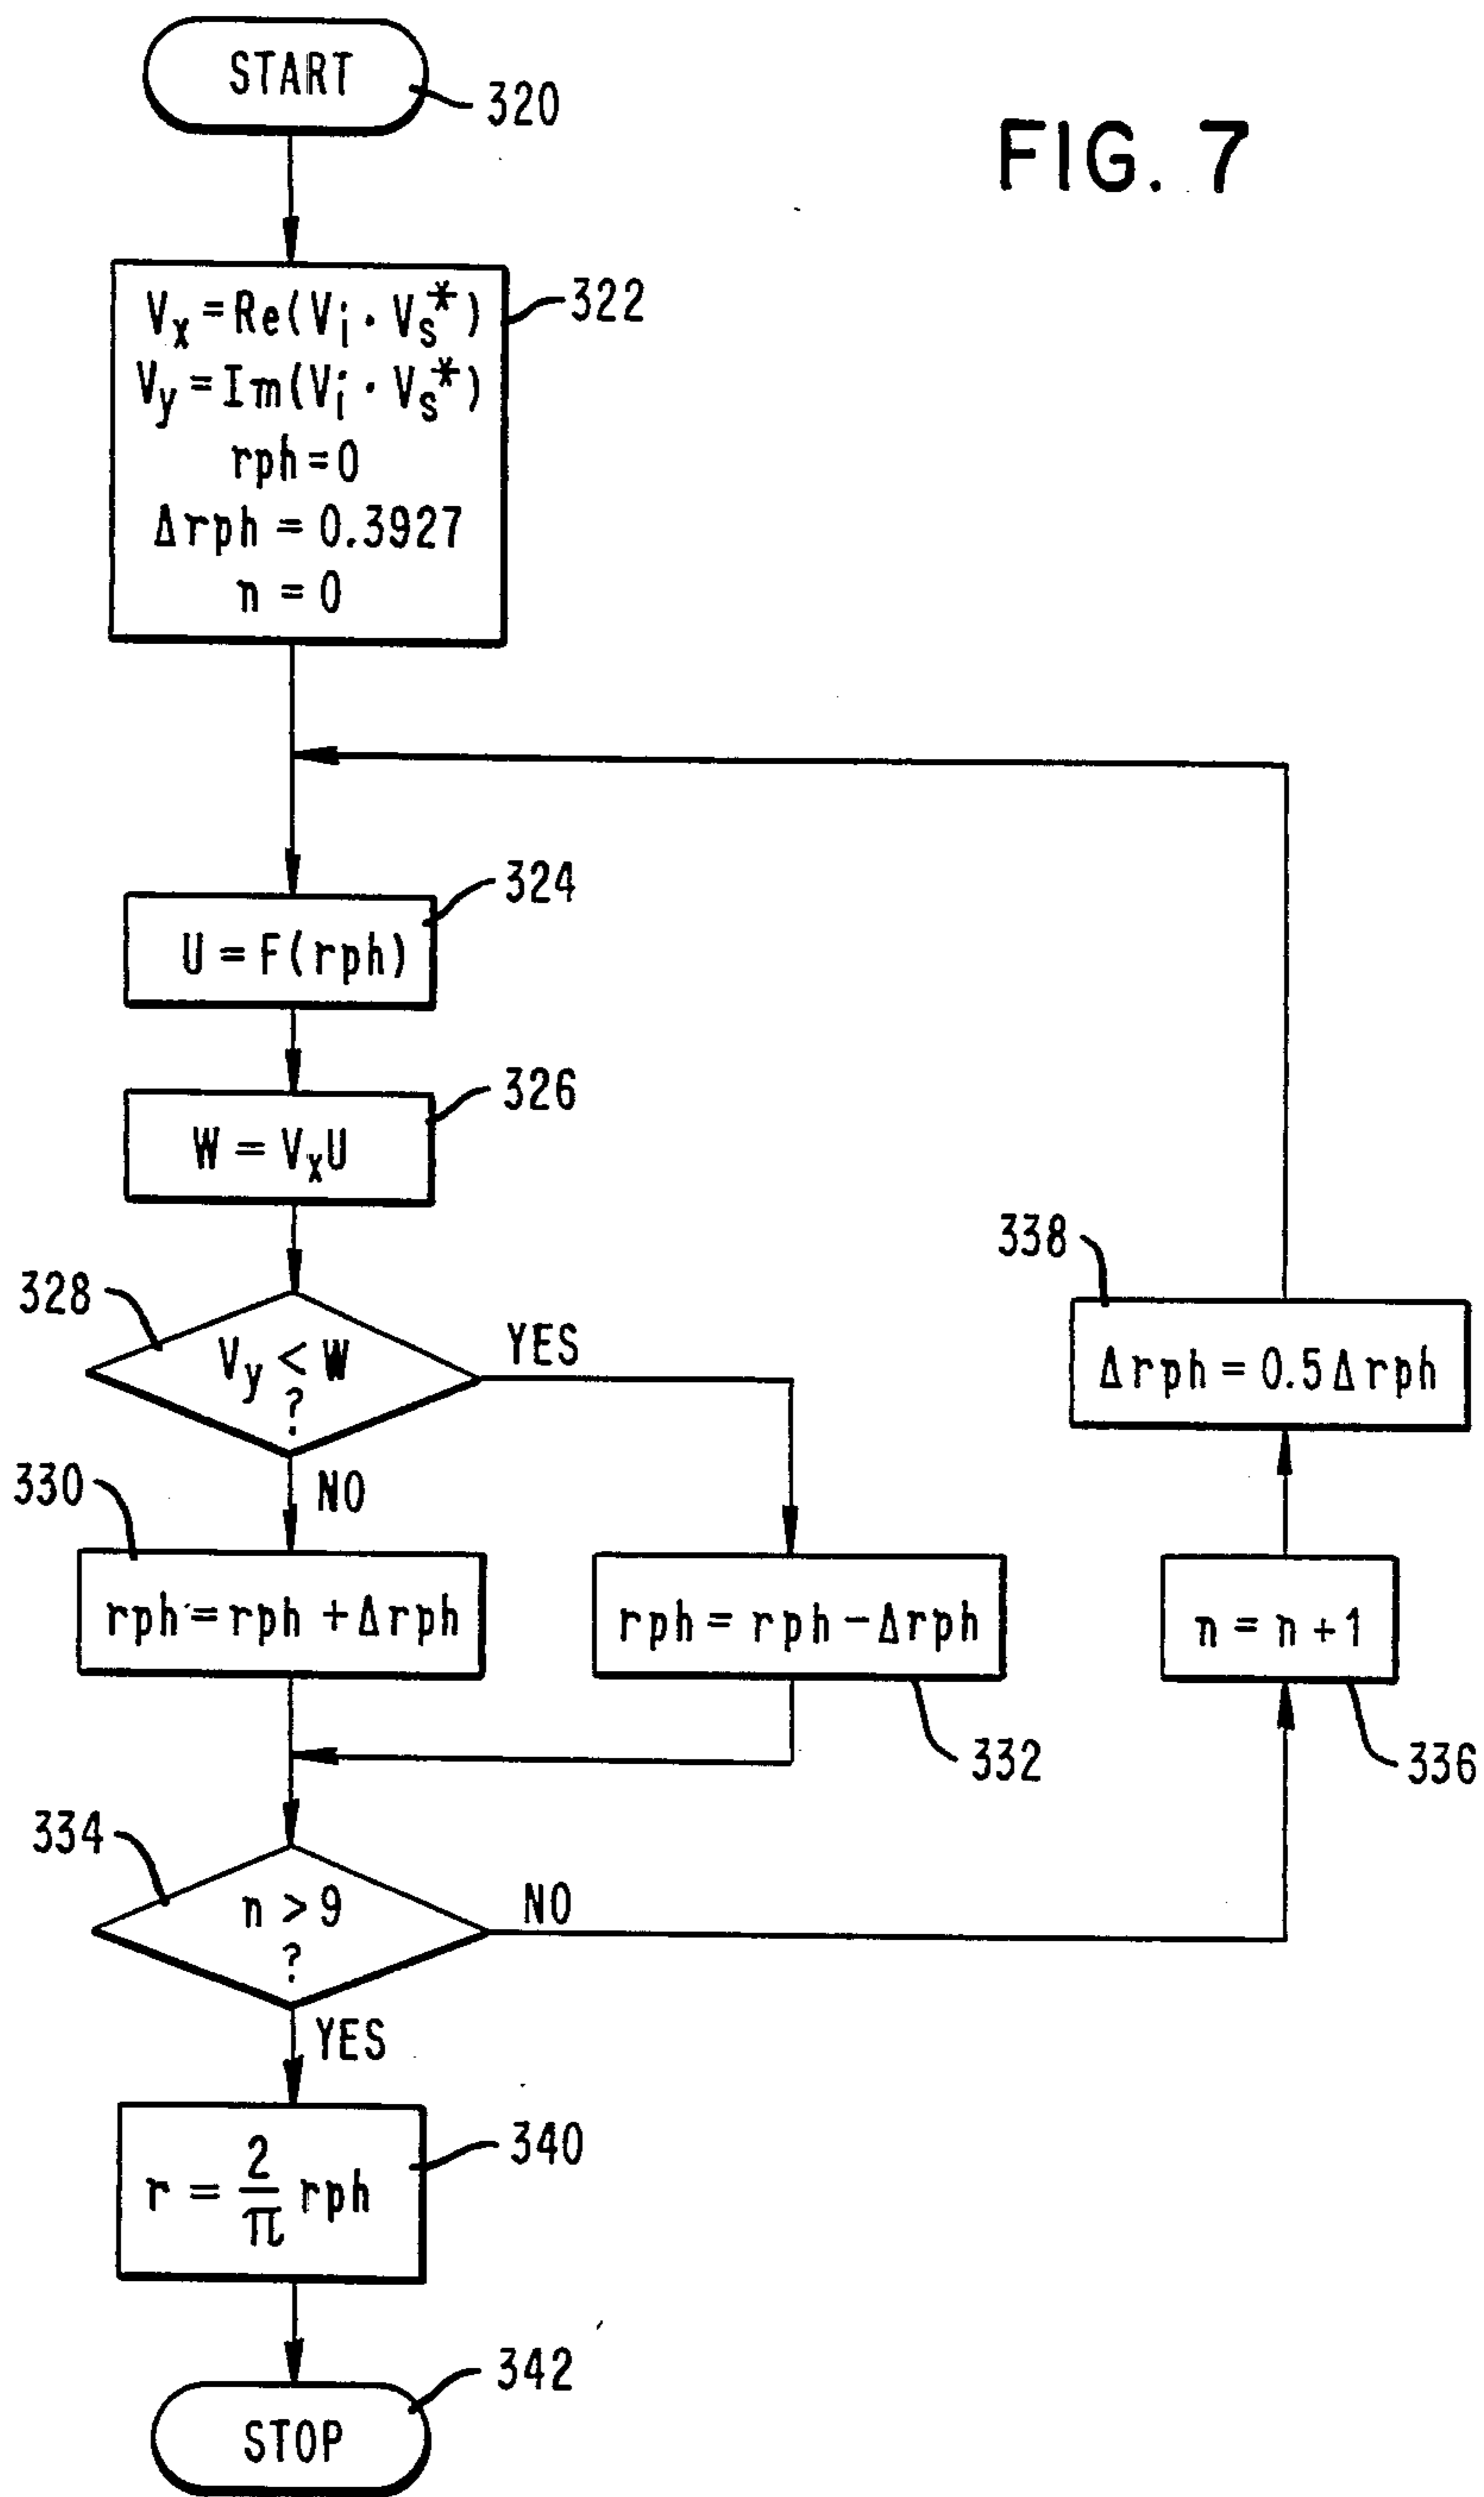 START
320
FIG. 7
Vx=Re(Vi · Vs*)
322
Vy=Im(Vi · Vs*)
rph=0
Δrph = 0.3927
n = 0
324
U = F(rph)
326
W = VxU
338
328
Vy < W
?
YES
Δrph = 0.5Δrph
330
NO
rph = rph + Δrph
rph = rph - Δrph
n = n + 1
332
336
334
n > 9
?
NO
YES
340
r = 2/π rph
342
STOP